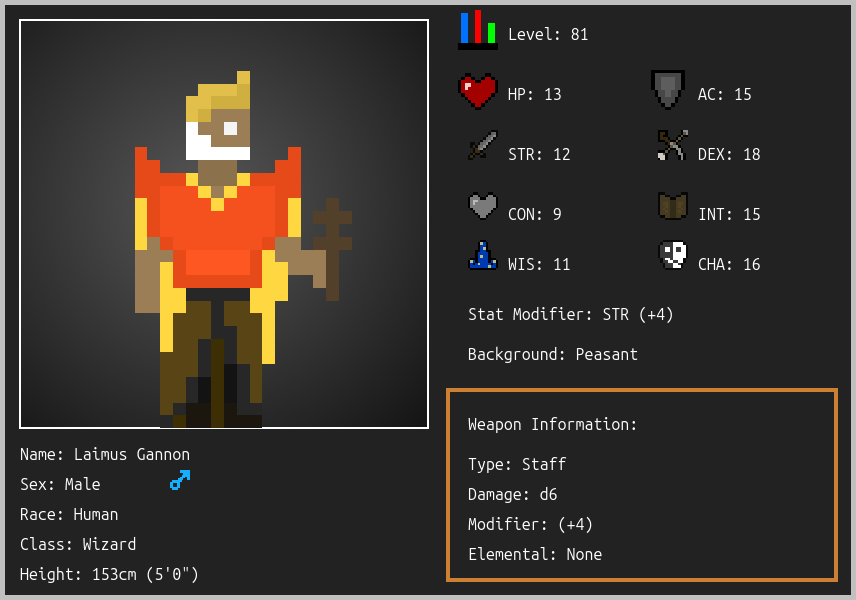 Level: 81
HP: 13
AC: 15
STR: 12
DEX: 18
CON: 9
INT: 15
WIS: 11
CHA: 16
Stat Modifier: STR (+4)
Background: Peasant
Weapon Information:
Type: Staff
Damage: d6
Modifier: (+4)
Elemental: None
Name: Laimus Gannon
Sex: Male
Race: Human
Class: Wizard
Height: 153cm (5'0")